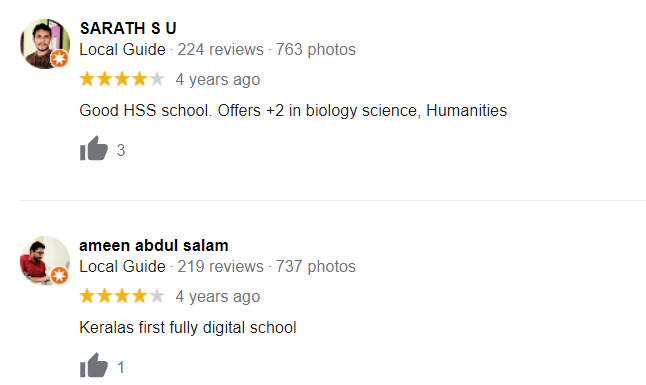 SARATH S U
Local Guide · 224 reviews · 763 photos
4 years ago
Good HSS school. Offers +2 in biology science, Humanities
3
ameen abdul salam
Local Guide · 219 reviews · 737 photos
4 years ago
Keralas first fully digital school
1